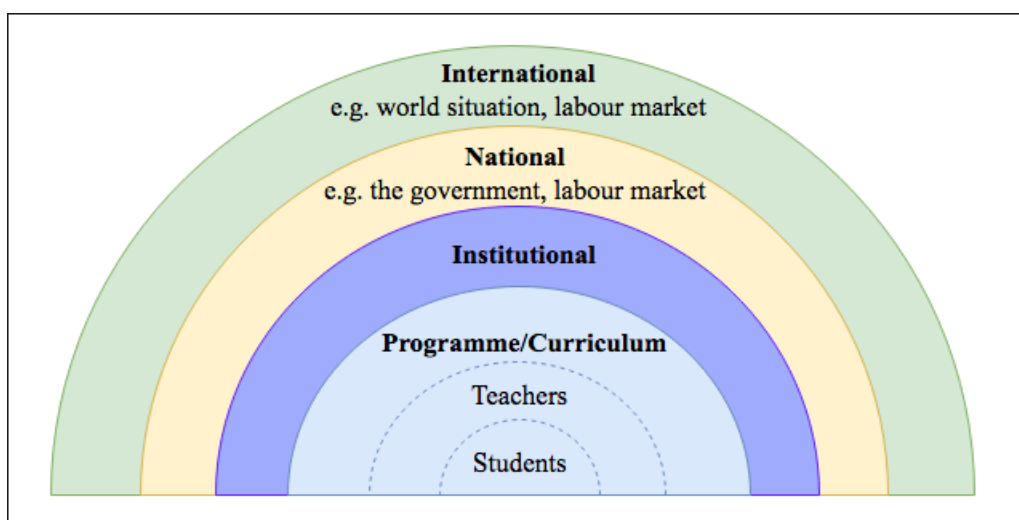 International
e.g. world situation, labour market
National
e.g. the government, labour market
Institutional
Programme/Curriculum
Teachers
Students